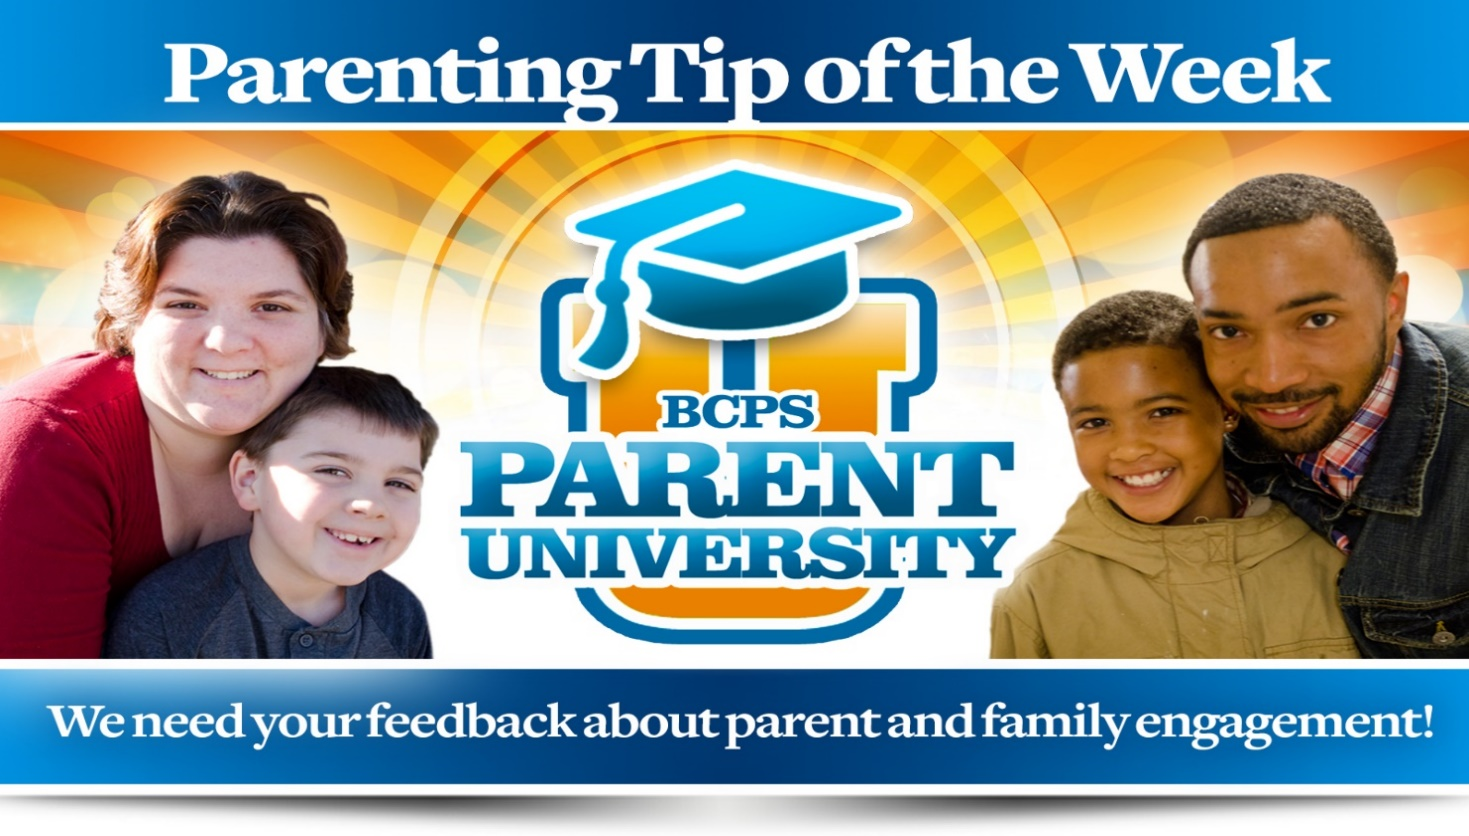 Parenting Tip of the Week
BCPS
PARENT
UNIVERSITY
We need your feedback about parent and family engagement!